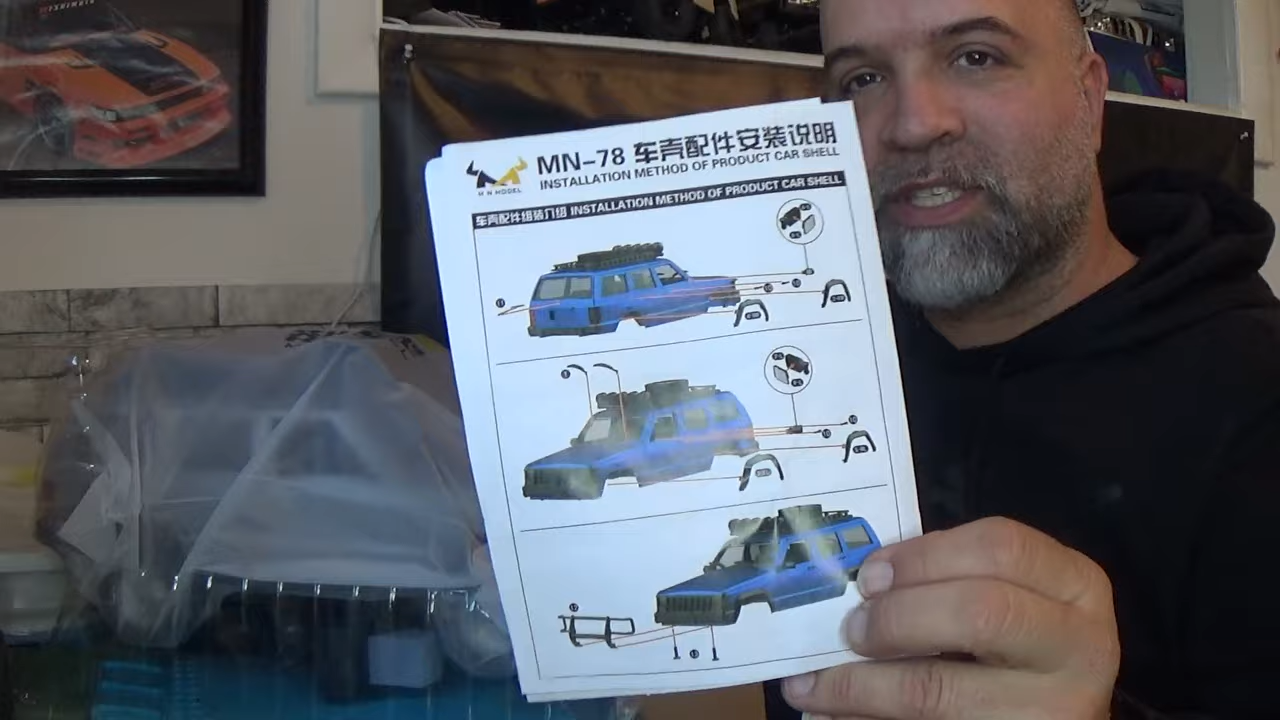 MN-78 车壳配件安装说明
INSTALLATION METHOD OF PRODUCT CAR SHELL
M N MODEL
车壳配件组装介绍 INSTALLATION METHOD OF PRODUCT CAR SHELL